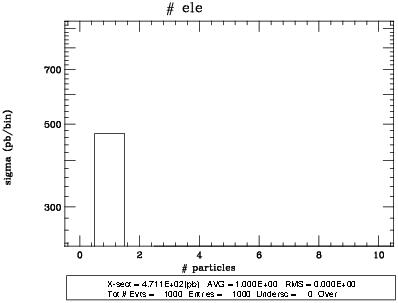 # ele
700
500
300
sigma (pb/bin)
0 2 4 6 8 10
# particles
X-sect = 4.711E+02(pb) AVG = 1.000E+00 RMS = 0.000E+00
Tot # Evts = 1000 Entries = 1000 Undersc = 0 Over